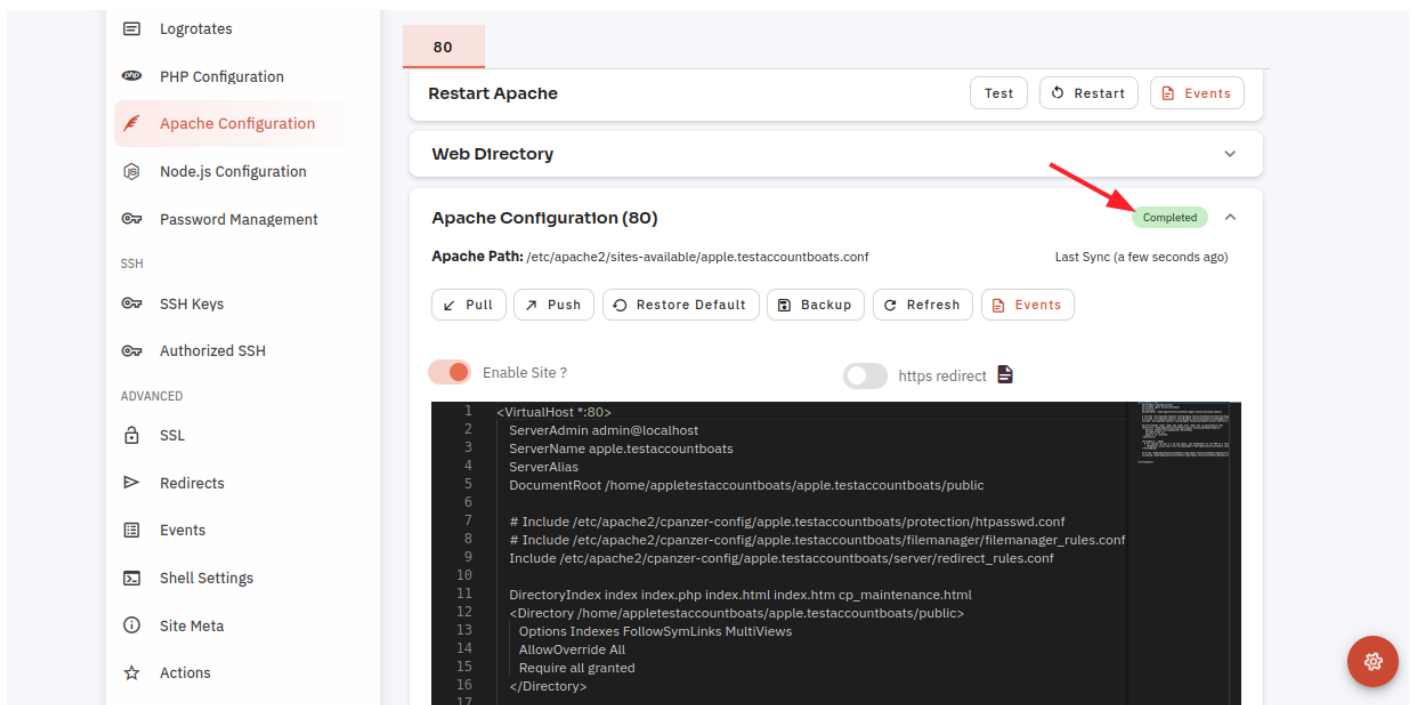 Logrotates
PHP Configuration
Apache Configuration
Node.js Configuration
Password Management
SSH
SSH Keys
Authorized SSH
ADVANCED
SSL
Redirects
Events
Shell Settings
Site Meta
Actions
80
Restart Apache
Test
Restart
Events
Web Directory
Apache Configuration (80)
Completed
Apache Path: /etc/apache2/sites-available/apple.testaccountboats.conf
Last Sync (a few seconds ago)
Pull
Push
Restore Default
Backup
Refresh
Events
Enable Site ?
https redirect
1 <VirtualHost *:80>
2 ServerAdmin admin@localhost
3 ServerName apple.testaccountboats
4 ServerAlias
5 DocumentRoot /home/appletestaccountboats/apple.testaccountboats/public
6
7 # Include /etc/apache2/cpanzer-config/apple.testaccountboats/protection/htpasswd.conf
8 # Include /etc/apache2/cpanzer-config/apple.testaccountboats/filemanager/filemanager_rules.conf
9 Include /etc/apache2/cpanzer-config/apple.testaccountboats/server/redirect_rules.conf
10
11 DirectoryIndex index index.php index.html index.htm cp_maintenance.html
12 <Directory /home/appletestaccountboats/apple.testaccountboats/public>
13 Options Indexes FollowSymLinks MultiViews
14 AllowOverride All
15 Require all granted
16 </Directory>
17